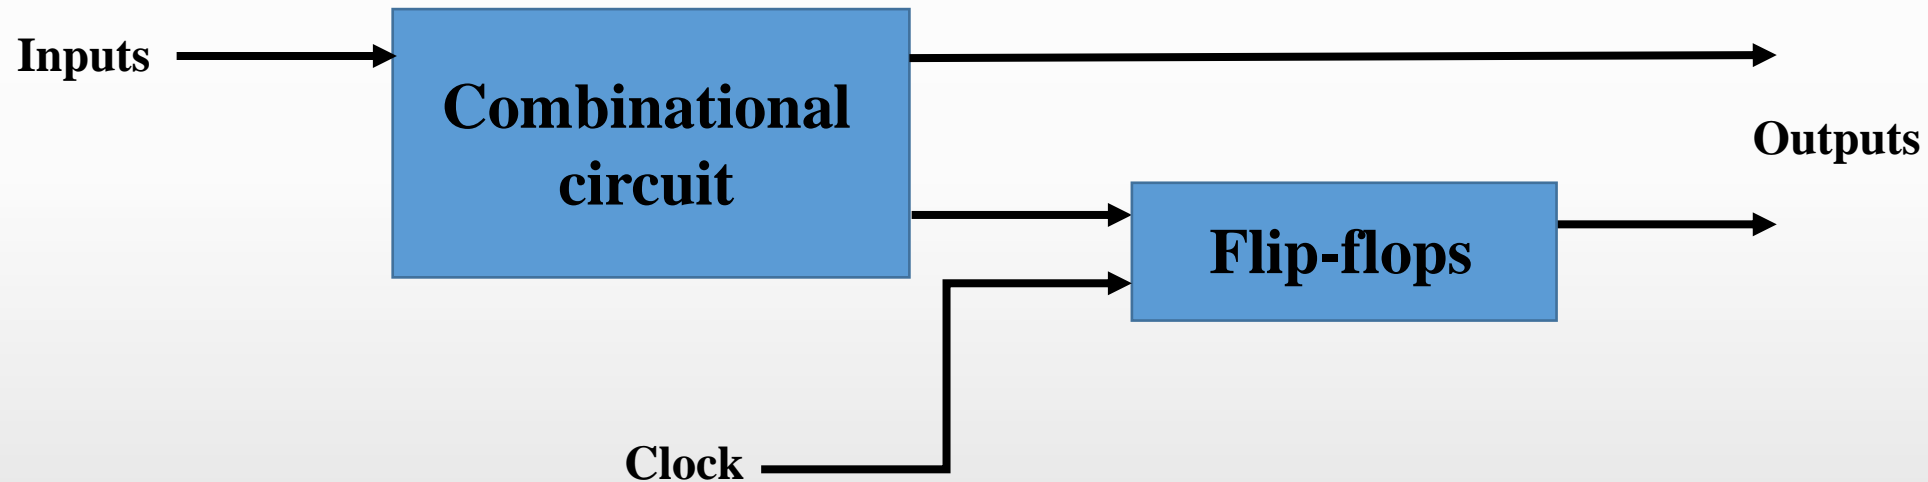 Inputs
Combinational
circuit
Outputs
Flip-flops
Clock